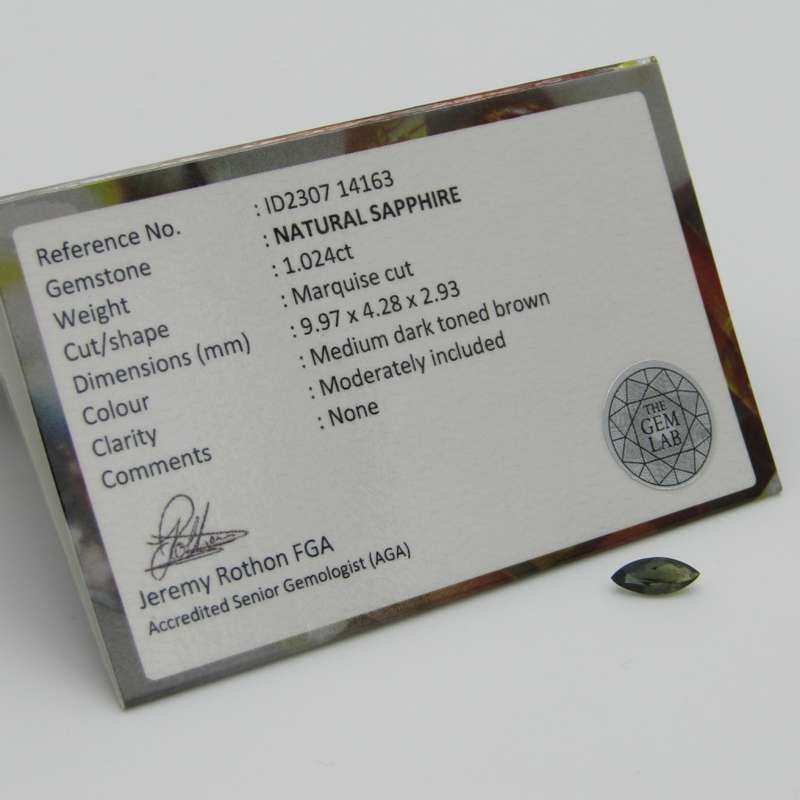 Reference No. : ID2307 14163
Gemstone : NATURAL SAPPHIRE
Weight : 1.024ct
Cut/shape : Marquise cut
Dimensions (mm) : 9.97 x 4.28 x 2.93
Colour : Medium dark toned brown
Clarity : Moderately included
Comments : None
THE
GEM
LAB
Jeremy Rothon FGA
Accredited Senior Gemologist (AGA)